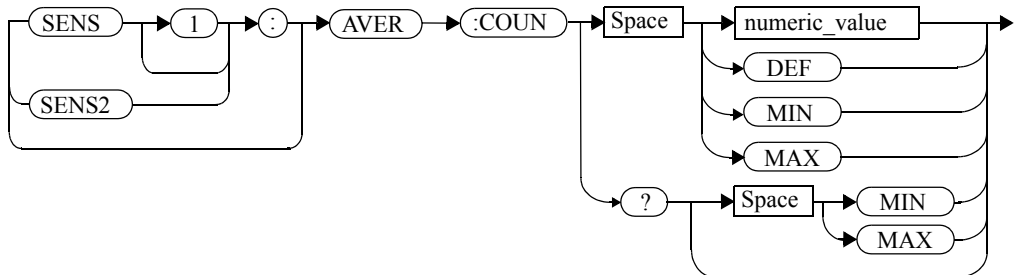 SENS 1 : AVER :COUN Space numeric_value
DEF
SENS2 MIN
MAX
? Space MIN
MAX